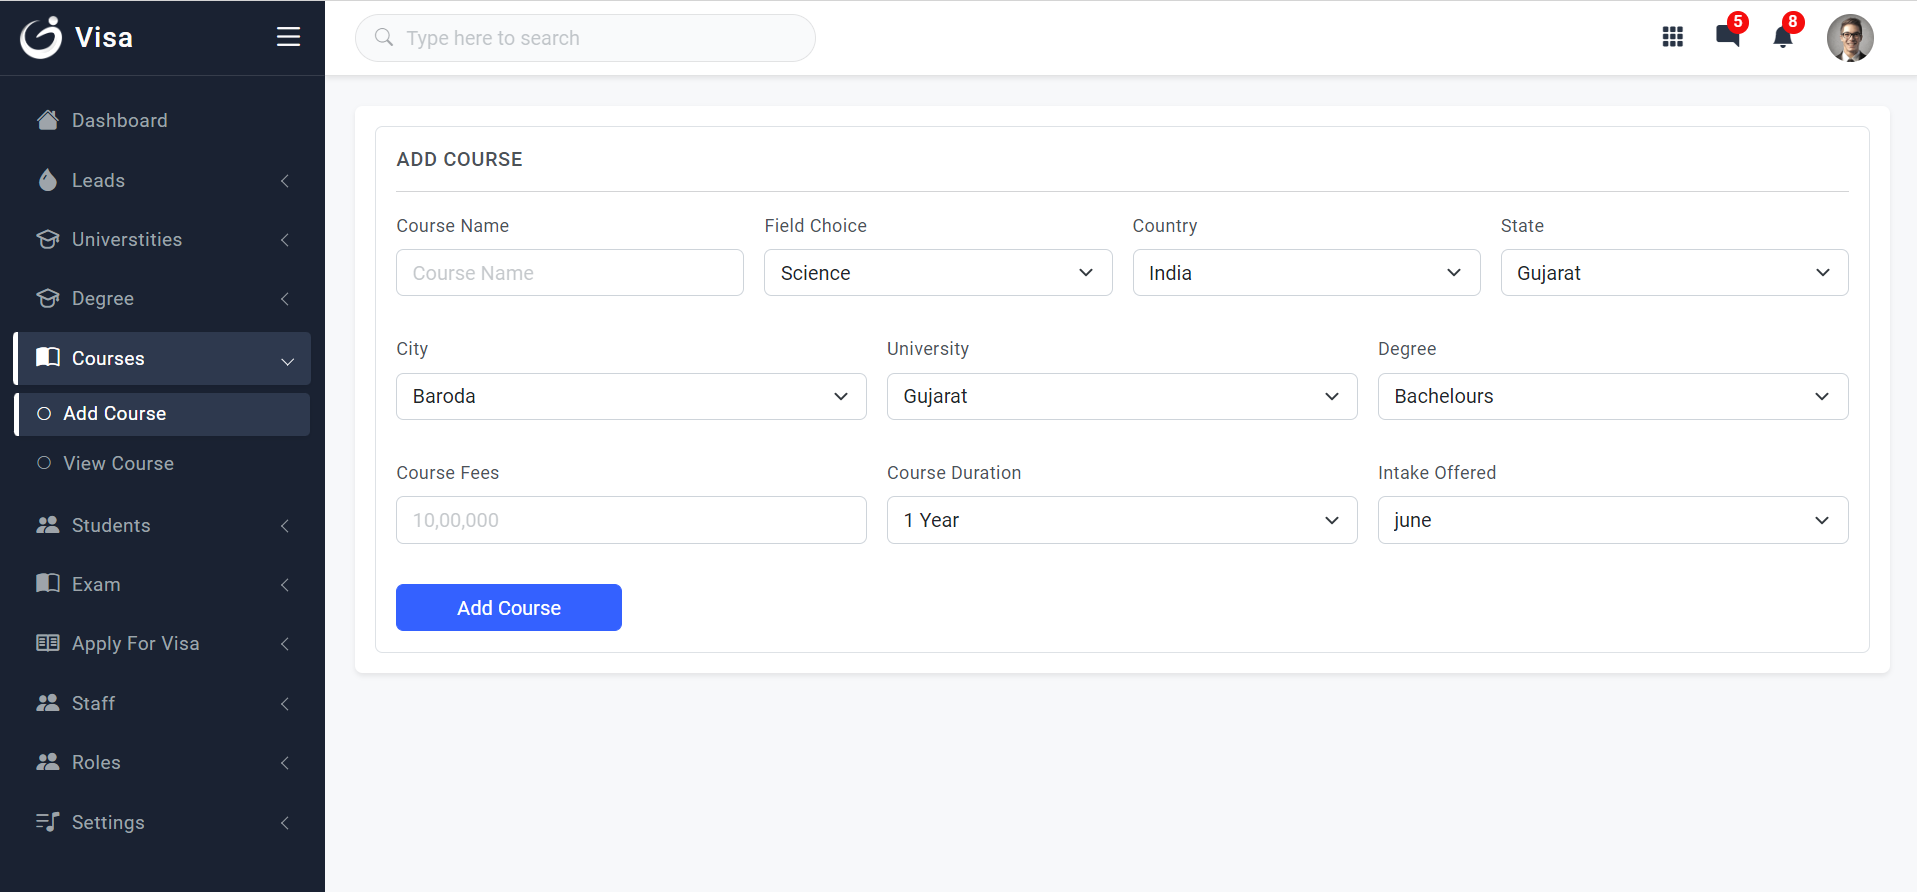 Visa
Type here to search
5
8
Dashboard
Leads
Universtities
Degree
Courses
Add Course
View Course
Students
Exam
Apply For Visa
Staff
Roles
Settings
ADD COURSE
Course Name Field Choice Country State
Course Name Science India Gujarat
City University Degree
Baroda Gujarat Bachelours
Course Fees Course Duration Intake Offered
10,00,000 1 Year june
Add Course